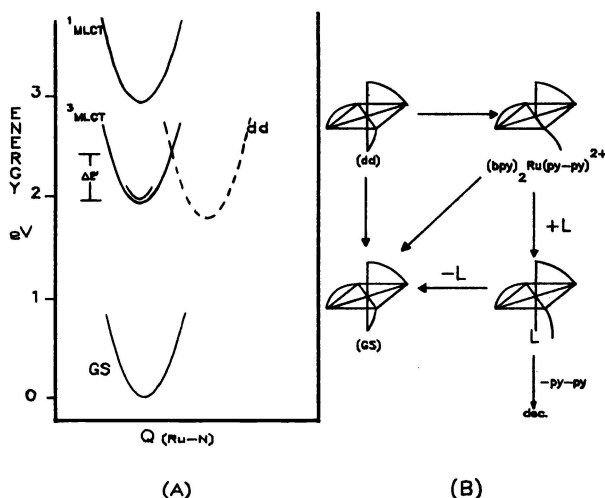 ¹MLCT
3
³MLCT
dd
ENERGY
ΔE'
2
eV
1
GS
0
Q (Ru-N)
(A)
(dd)
(bpy)₂Ru(py-py)²⁺
+L
-L
(GS)
L
-py-py
dec.
(B)